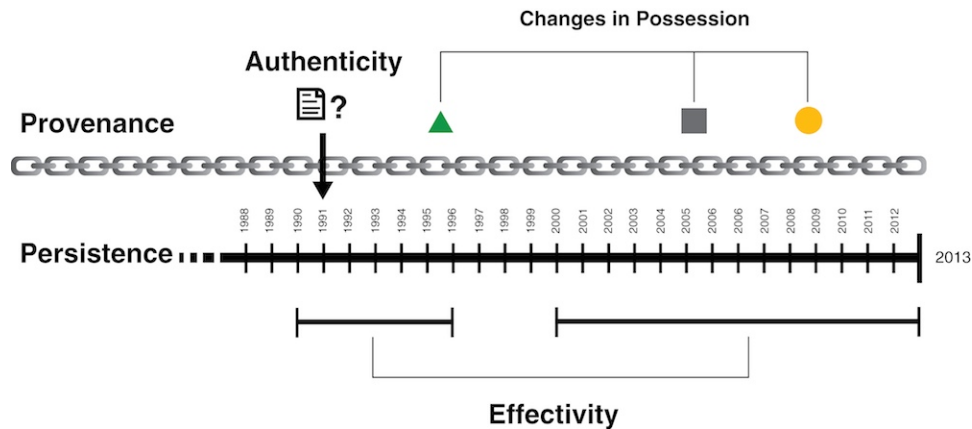 Changes in Possession
Authenticity
?
Provenance
1988 1989 1990 1991 1992 1993 1994 1995 1996 1997 1998 1999 2000 2001 2002 2003 2004 2005 2006 2006 2007 2008 2009 2010 2011 2012
Persistence
2013
Effectivity